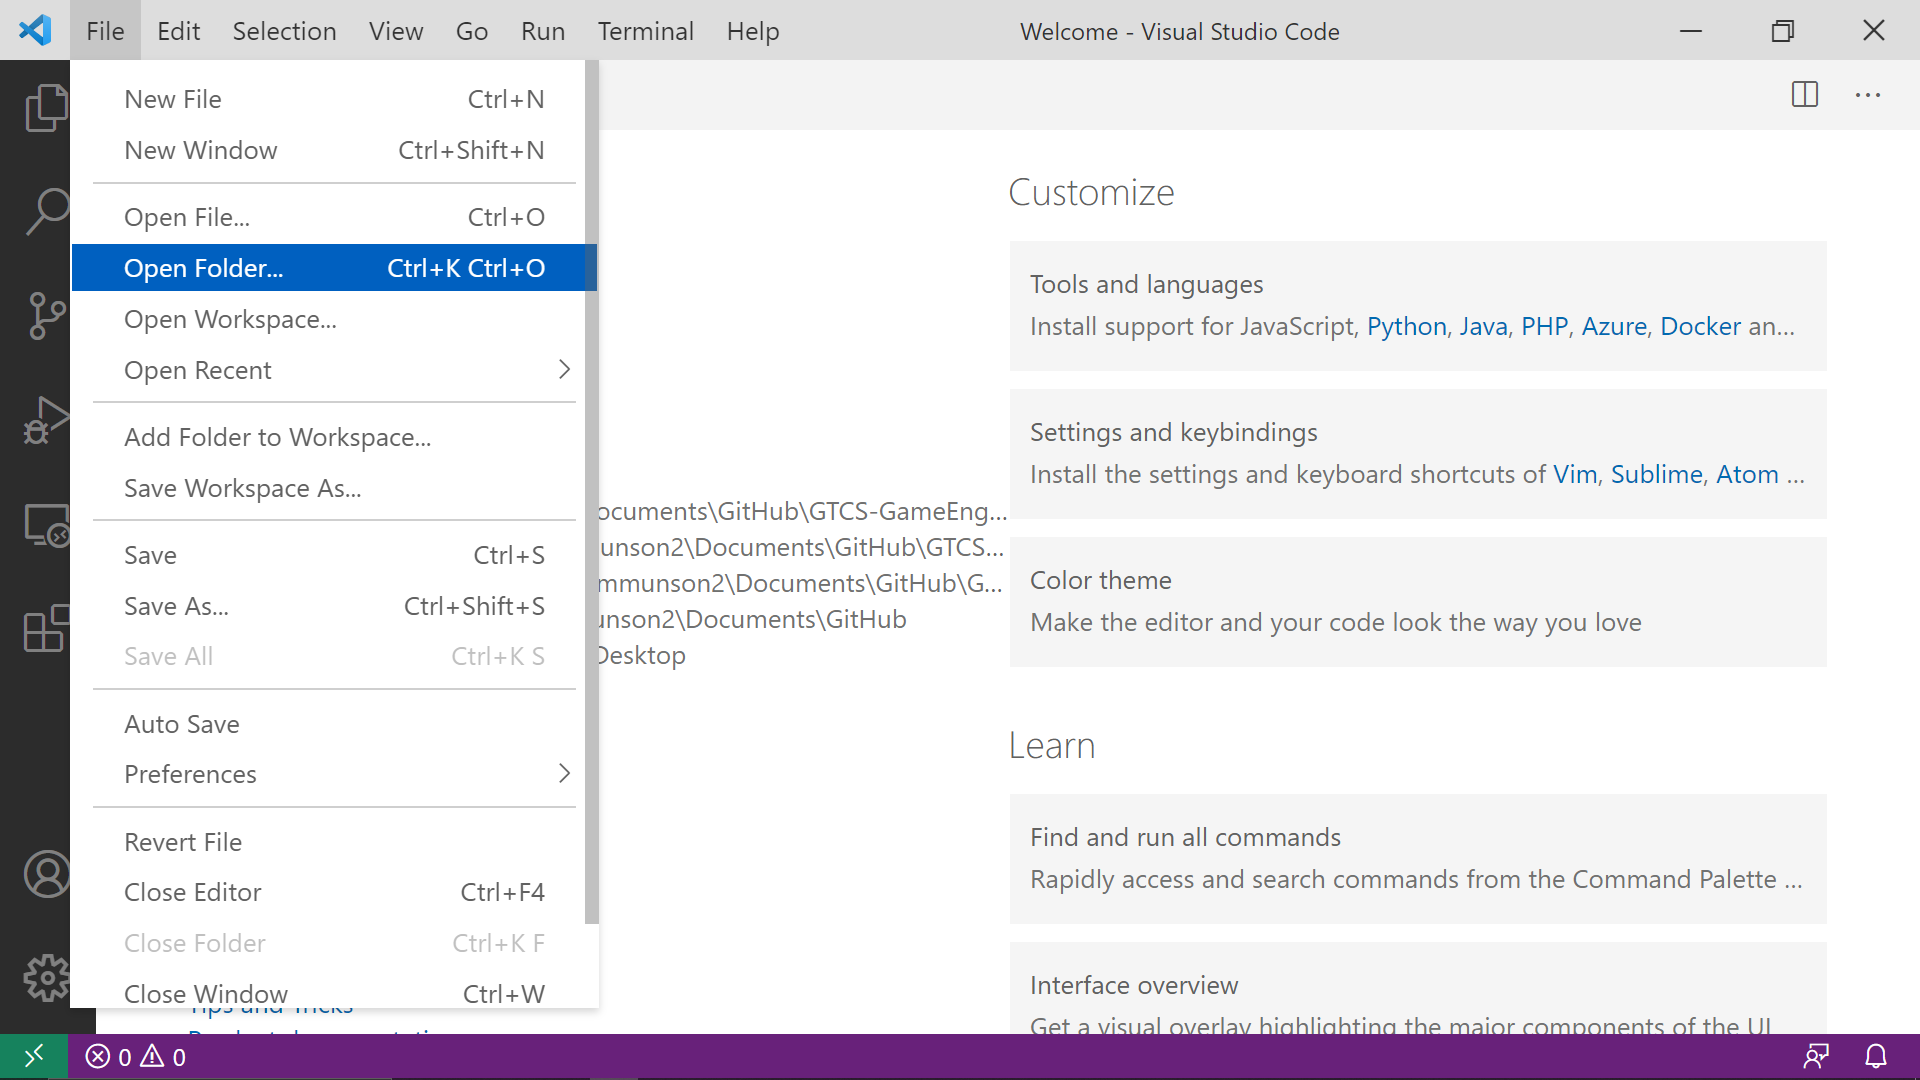 File Edit Selection View Go Run Terminal Help Welcome - Visual Studio Code
New File Ctrl+N
New Window Ctrl+Shift+N
Open File... Ctrl+O
Open Folder... Ctrl+K Ctrl+O
Open Workspace...
Open Recent
Add Folder to Workspace...
Save Workspace As...
Save Ctrl+S
Save As... Ctrl+Shift+S
Save All Ctrl+K S
Auto Save
Preferences
Revert File
Close Editor Ctrl+F4
Close Folder Ctrl+K F
Close Window Ctrl+W
Tips and Tricks
ocuments\GitHub\GTCS-GameEng...
unson2\Documents\GitHub\GTCS...
mmunson2\Documents\GitHub\G...
unson2\Documents\GitHub
Desktop
Customize
Tools and languages
Install support for JavaScript, Python, Java, PHP, Azure, Docker an...
Settings and keybindings
Install the settings and keyboard shortcuts of Vim, Sublime, Atom ...
Color theme
Make the editor and your code look the way you love
Learn
Find and run all commands
Rapidly access and search commands from the Command Palette ...
Interface overview
Get a visual overlay highlighting the major components of the UI
0 0